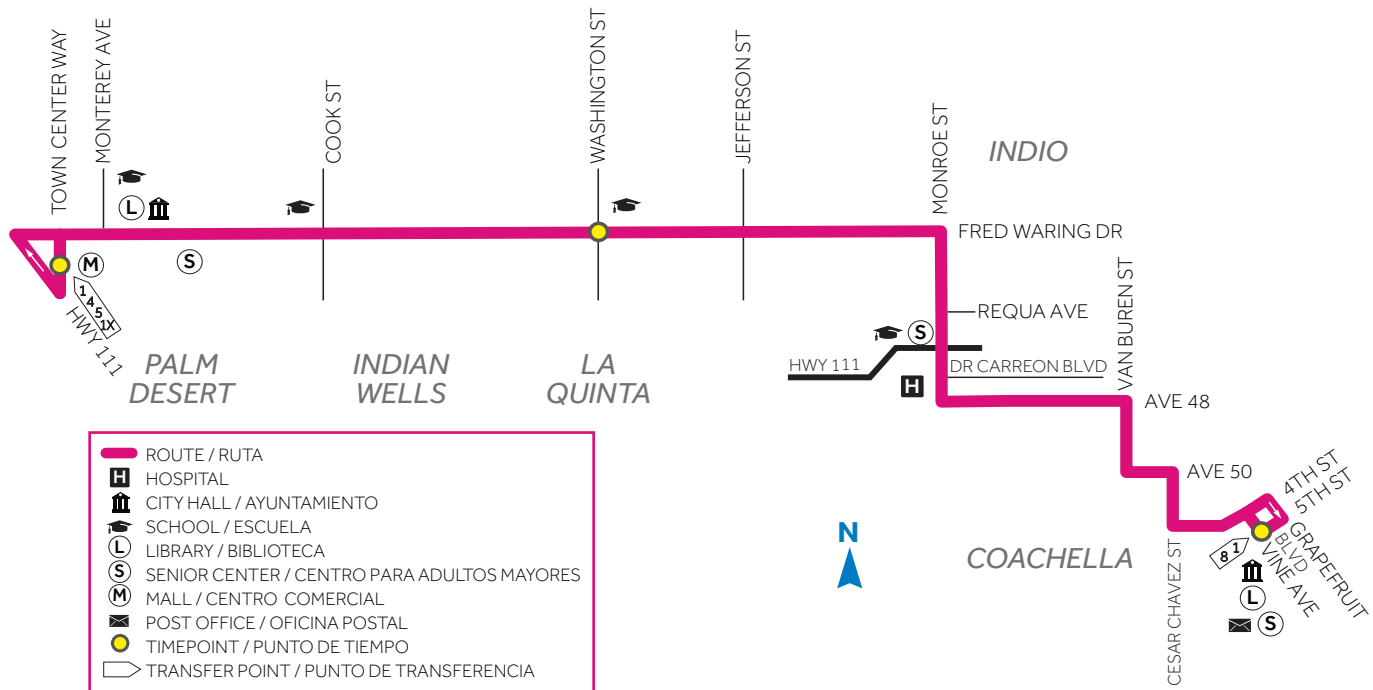 TOWN CENTER WAY
MONTEREY AVE
COOK ST
WASHINGTON ST
JEFFERSON ST
MONROE ST
INDIO
L
FRED WARING DR
M
S
1
4
5
1X
HWY 111
VAN BUREN ST
REQUA AVE
S
HWY 111
DR CARREON BLVD
H
PALM
DESERT
INDIAN
WELLS
LA
QUINTA
AVE 48
AVE 50
4TH ST
5TH ST
GRAPEFRUIT
BLVD
VINE AVE
1
8
L
S
CESAR CHAVEZ ST
COACHELLA
N
ROUTE / RUTA
H HOSPITAL
CITY HALL / AYUNTAMIENTO
SCHOOL / ESCUELA
L LIBRARY / BIBLIOTECA
S SENIOR CENTER / CENTRO PARA ADULTOS MAYORES
M MALL / CENTRO COMERCIAL
POST OFFICE / OFICINA POSTAL
TIMEPOINT / PUNTO DE TIEMPO
TRANSFER POINT / PUNTO DE TRANSFERENCIA